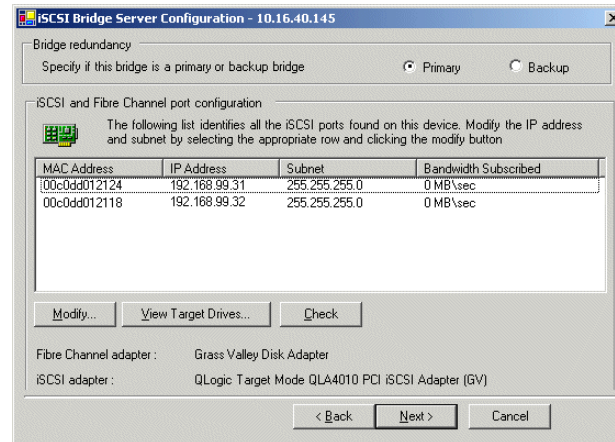 iSCSI Bridge Server Configuration - 10.16.40.145
Bridge redundancy
Specify if this bridge is a primary or backup bridge
Primary
Backup
iSCSI and Fibre Channel port configuration
The following list identifies all the iSCSI ports found on this device. Modify the IP address
and subnet by selecting the appropriate row and clicking the modify button
MAC Address IP Address Subnet Bandwidth Subscribed
00c0dd012124 192.168.99.31 255.255.255.0 0 MB\sec
00c0dd012118 192.168.99.32 255.255.255.0 0 MB\sec
Modify... View Target Drives... Check
Fibre Channel adapter : Grass Valley Disk Adapter
iSCSI adapter : QLogic Target Mode QLA4010 PCI iSCSI Adapter (GV)
< Back Next > Cancel